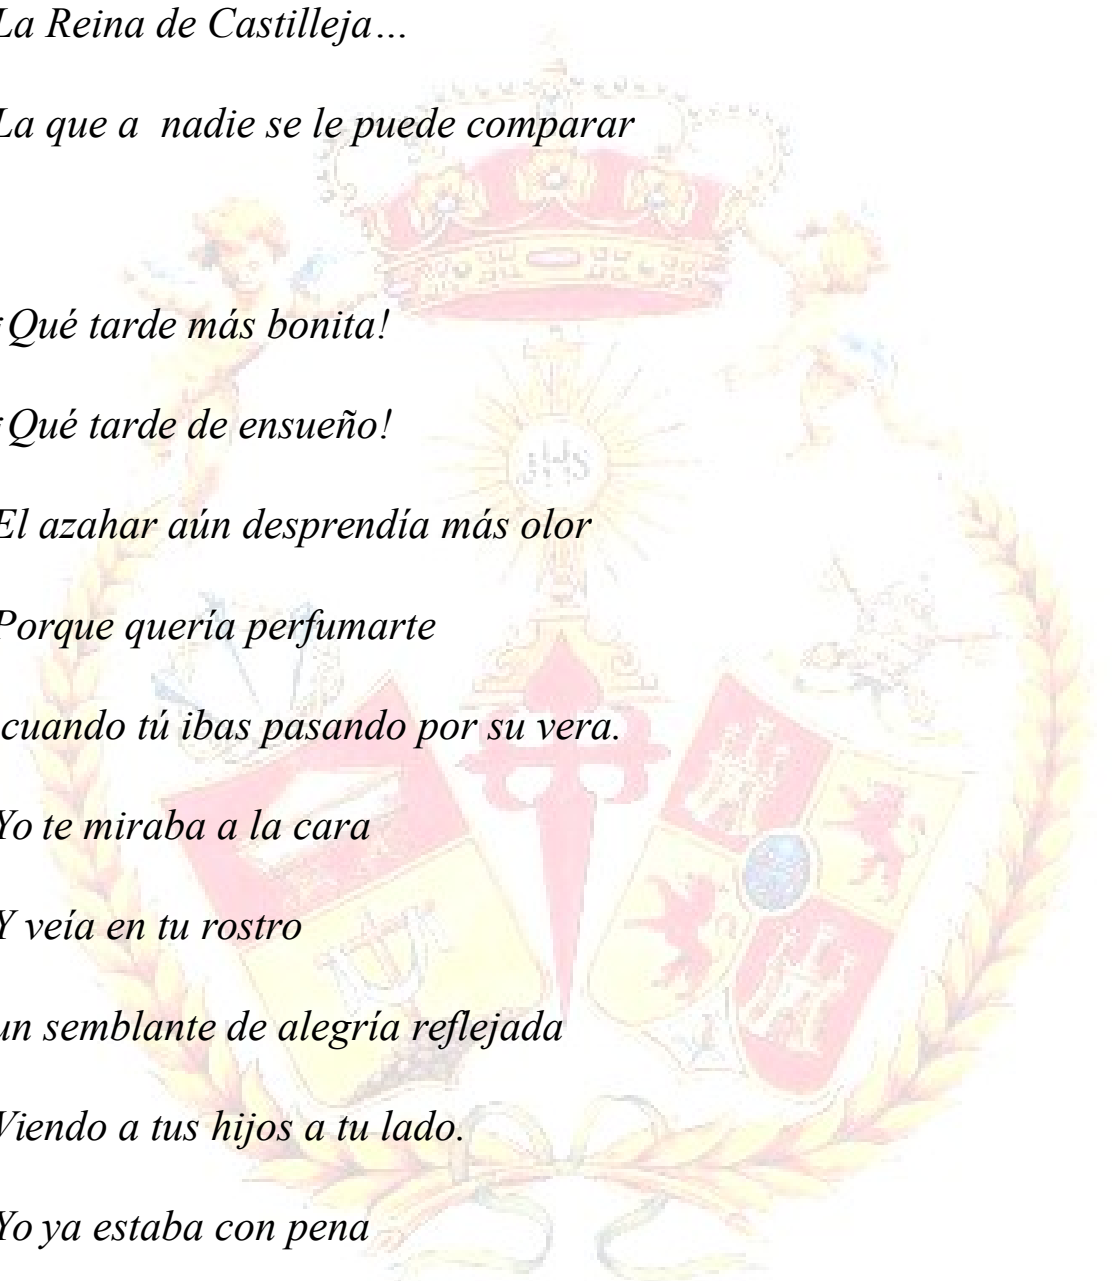 La Reina de Castilleja…
La que a nadie se le puede comparar
¡Qué tarde más bonita!
¡Qué tarde de ensueño!
El azahar aún desprendía más olor
Porque quería perfumarte
cuando tú ibas pasando por su vera.
Yo te miraba a la cara
Y veía en tu rostro
un semblante de alegría reflejada
Viendo a tus hijos a tu lado.
Yo ya estaba con pena
JHS